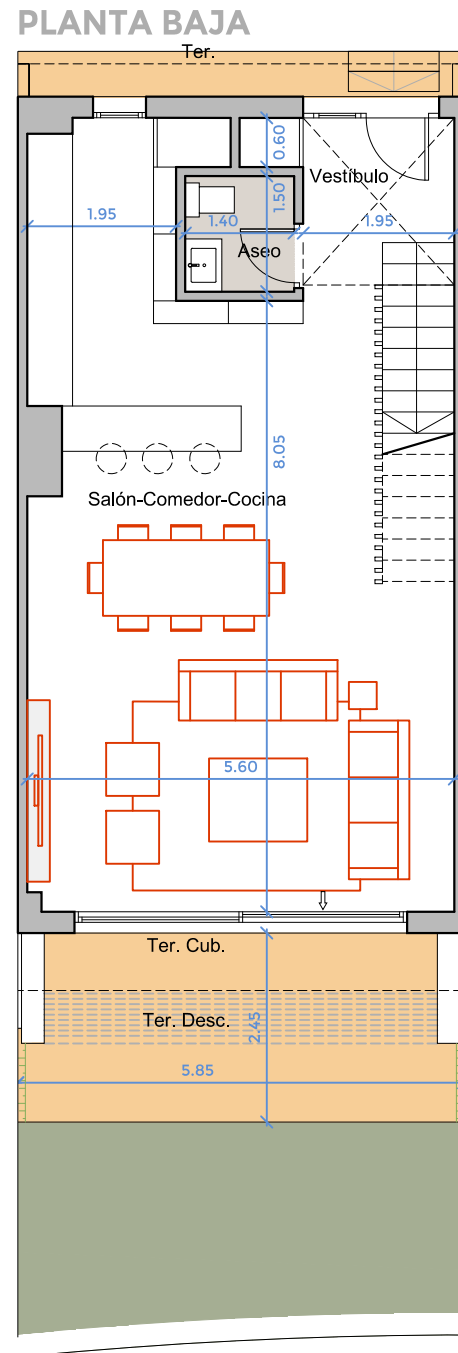 PLANTA BAJA
Ter.
0.60
Vestíbulo
1.50
1.95
1.40
1.95
Aseo
8.05
Salón-Comedor-Cocina
5.60
Ter. Cub.
Ter. Desc.
2.45
5.85